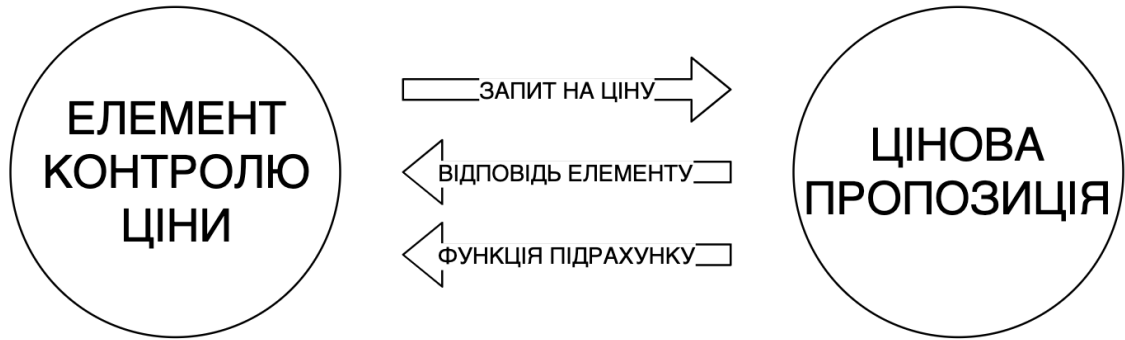 ЕЛЕМЕНТ
КОНТРОЛЮ
ЦІНИ
ЗАПИТ НА ЦІНУ
ВІДПОВІДЬ ЕЛЕМЕНТУ
ФУНКЦІЯ ПІДРАХУНКУ
ЦІНОВА
ПРОПОЗИЦІЯ